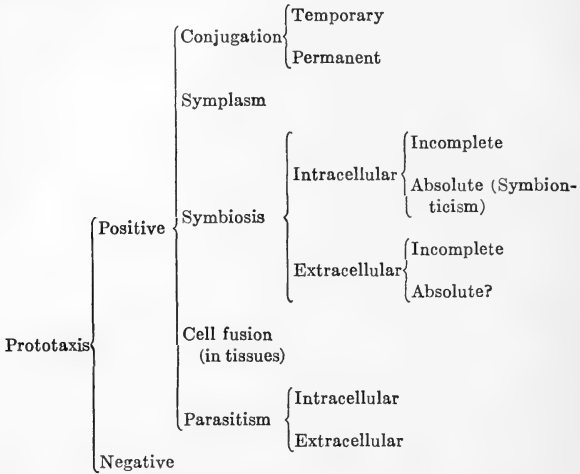 Temporary
Conjugation
Permanent
Symplasm
Incomplete
Intracellular
Absolute (Symbion-
ticism)
Symbiosis
Positive
Incomplete
Extracellular
Absolute?
Cell fusion
(in tissues)
Prototaxis
Intracellular
Parasitism
Extracellular
Negative